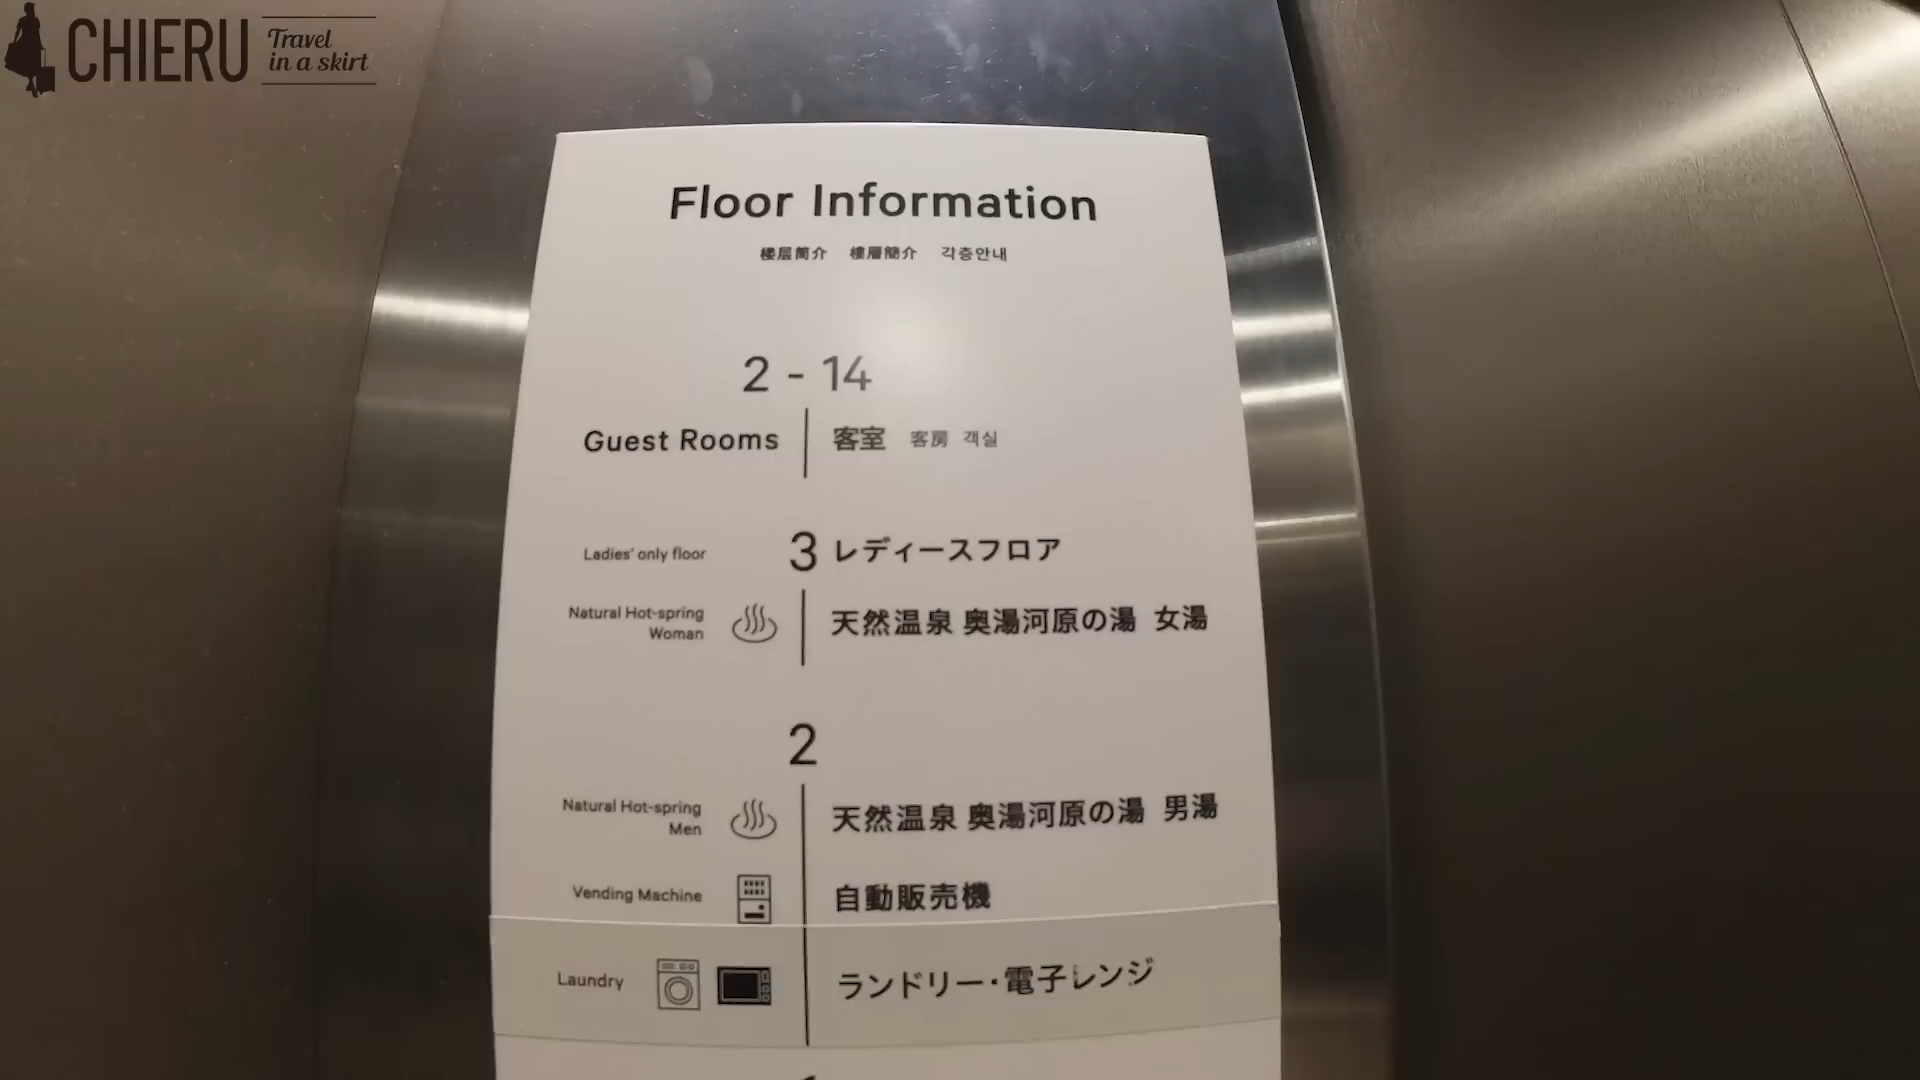 CHIERU Travel
in a skirt
Floor Information
楼层简介 樓層簡介 각층안내
2 - 14
Guest Rooms 客室 客房 객실
Ladies' only floor 3 レディースフロア
Natural Hot-spring
Woman 天然温泉 奥湯河原の湯 女湯
2
Natural Hot-spring
Men 天然温泉 奥湯河原の湯 男湯
Vending Machine 自動販売機
Laundry ランドリー・電子レンジ